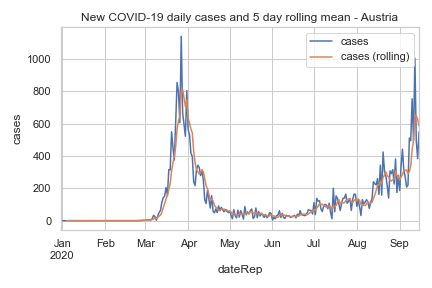 New COVID-19 daily cases and 5 day rolling mean - Austria
cases
cases (rolling)
1000
800
600
400
200
0
cases
Jan Feb Mar Apr May Jun Jul Aug Sep
2020
dateRep